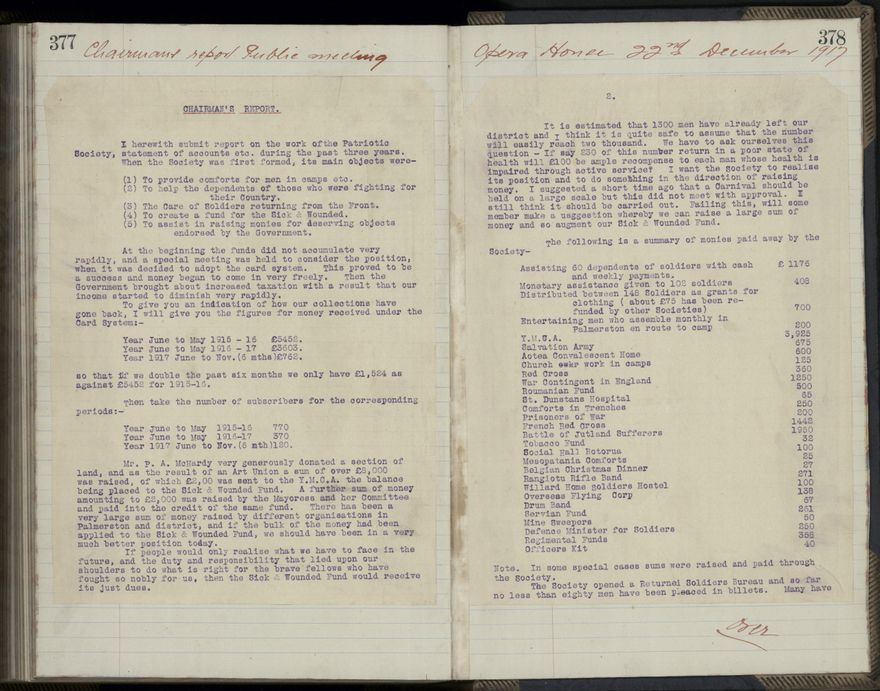 377
Chairmans report Public meeting
CHAIRMAN'S REPORT.
I herewith submit report on the work ofthe Patriotic
Society, statement of accounts etc. during the past three years.
When the Society was first formed, its main objects were-
(1) To provide comforts for men in camps etc.
(2) To help the dependents of those who were fighting for
their Country.
(3) The Care of Soldiers returning from the Front.
(4) To create a fund for the Sick & Wounded.
(5) To assist in raising monies for deserving objects
endorsed by the Government.
At the beginning the funds did not accumulate very
rapidly, and a special meeting was held to consider the position,
when it was decided to adopt the card system. This proved to be
a success and money began to come in very freely. Then the
Government brought about increased taxation with a result that our
income started to diminish very rapidly.
To give you an indication of how our collections have
gone back, I will give you the figures for money received under the
Card System:-
Year June to May 1915 - 16 £5452.
Year June to May 1916 - 17 £3603.
Year 1917 June to Nov.(6 mths)£762.
so that if we double the past six months we only have £1,524 as
against £5452 for 1915-16.
Then take the number of subscribers for the corresponding
periods:-
Year June to May 1915-16 770
Year June to May 1916-17 370
Year 1917 June to Nov.(6 mth)120.
Mr. P. A. McHardy very generously donated a section of
land, and as the result of an Art Union a sum of over £2,000
was raised, of which £2,00 was sent to the Y.M.C.A. the balance
being placed to the Sick & Wounded Fund. A further sum of money
amounting to £2,000 was raised by the Mayoress and her Committee
and paid into the credit of the same fund. There has been a
very large sum of money raised by different organisations in
Palmerston and district, and if the bulk of the money had been
applied to the Sick & Wounded Fund, we should have been in a very
much better position today.
If people would only realise what we have to face in the
future, and the duty and responsibility that lied upon our
shoulders to do what is right for the brave fellows who have
fought so nobly for us, then the Sick & Wounded Fund would receive
its just dues.
378
Opera House 22nd December 1917
2.
It is estimated that 1300 men have already left our
district and I think it is quite safe to assume that the number
will easily reach two thousand. We have to ask ourselves this
question - If say 250 of this number return in a poor state of
health will £100 be ample recompense to each man whose health is
impaired through active service? I want the Society to realise
its position and to do something in the direction of raising
money. I suggested a short time ago that a Carnival should be
held on a large scale but this did not meet with approval. I
still think it should be carried out. Failing this, will some
member make a usggestion whereby we can raise a large sum of
money and so augment our Sick & Wounded Fund.
The following is a summary of monies paid away by the
Society-
Assisting 60 dependents of soldiers with cash £ 1176
and weekly payments.
Monetary assistance given to 102 soldiers 408
Distributed between 148 Soldiers as grants for
clothing ( about £75 has been re-
funded by other Societies) 700
Entertaining men who assemble monthly in
Palmerston en route to camp 200
Y.M.C.A. 3,925
Salvation Army 675
Aotea Convalescent Home 600
Church work in camps 125
Red Cross 360
War Contingent in England 1250
Roumanian Fund 500
St. Dunstans Hospital 65
Comforts in Trenches 250
Prisoners of War 200
French Red Cross 1442
Battle of Jutland Sufferers 1950
Tobacco Fund 32
Social Hall Rotorua 100
Mesopatania Comforts 25
Belgian Christmas Dinner 27
Rangiotu Rifle Band 271
Willard Home Soldiers Hostel 100
Overseas Flying Corp 138
Drum Band 67
Servian Fund 261
Mine Sweepers 50
Defence Minister for Soldiers 250
Regimental Funds 358
Officers Kit 40
Note. In some special cases sums were raised and paid through
the Society.
The Society opened a Returned Soldiers Bureau and so far
no less than eighty men have been pleaced in billets. Many have
over